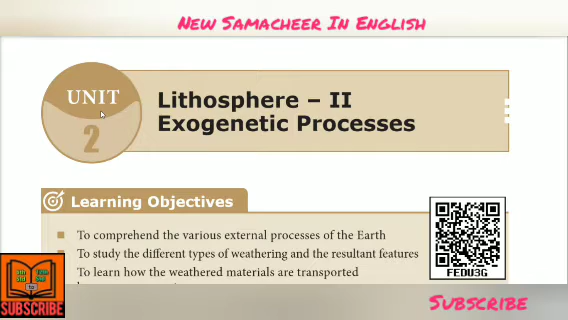 New Samacheer In English
UNIT
2
Lithosphere – II
Exogenetic Processes
Learning Objectives
To comprehend the various external processes of the Earth
To study the different types of weathering and the resultant features
To learn how the weathered materials are transported
FEDU3G
to
SUBSCRIBE
Subscribe